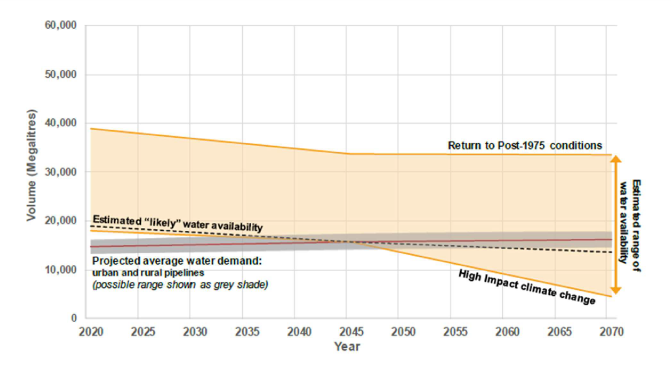 60,000
50,000
40,000
30,000
20,000
10,000
0
Volume (Megalitres)
Return to Post-1975 conditions
Estimated "likely" water availability
Projected average water demand:
urban and rural pipelines
(possible range shown as grey shade)
High Impact climate change
Estimated range of
water availability
2020 2025 2030 2035 2040 2045 2050 2055 2060 2065 2070
Year